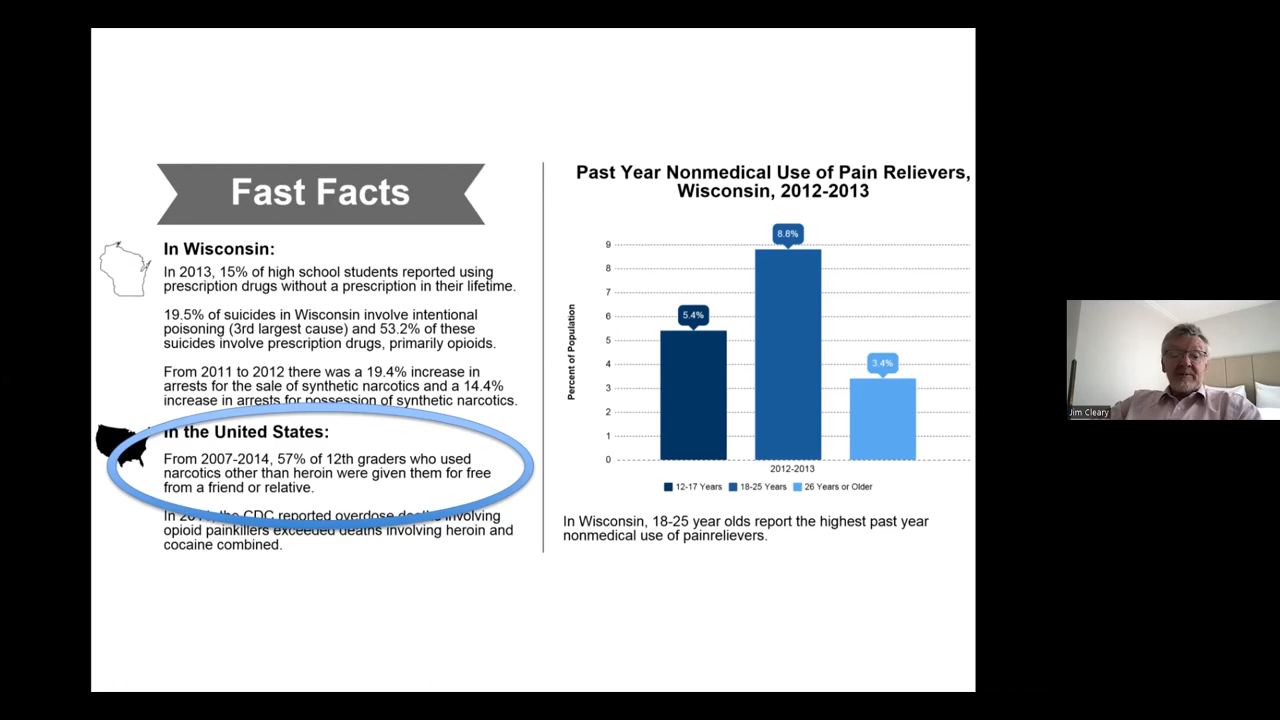 Fast Facts
In Wisconsin:
In 2013, 15% of high school students reported using
prescription drugs without a prescription in their lifetime.
19.5% of suicides in Wisconsin involve intentional
poisoning (3rd largest cause) and 53.2% of these
suicides involve prescription drugs, primarily opioids.
From 2011 to 2012 there was a 19.4% increase in
arrests for the sale of synthetic narcotics and a 14.4%
increase in arrests for possession of synthetic narcotics.
In the United States:
From 2007-2014, 57% of 12th graders who used
narcotics other than heroin were given them for free
from a friend or relative.
In the CDC reported overdose deaths involving
opioid painkillers exceeded deaths involving heroin and
cocaine combined.
Past Year Nonmedical Use of Pain Relievers,
Wisconsin, 2012-2013
Percent of Population
9
8
7
6
5
4
3
2
1
0
5.4%
8.8%
3.4%
2012-2013
12-17 Years 18-25 Years 26 Years or Older
In Wisconsin, 18-25 year olds report the highest past year
nonmedical use of painrelievers.
Jim Cleary